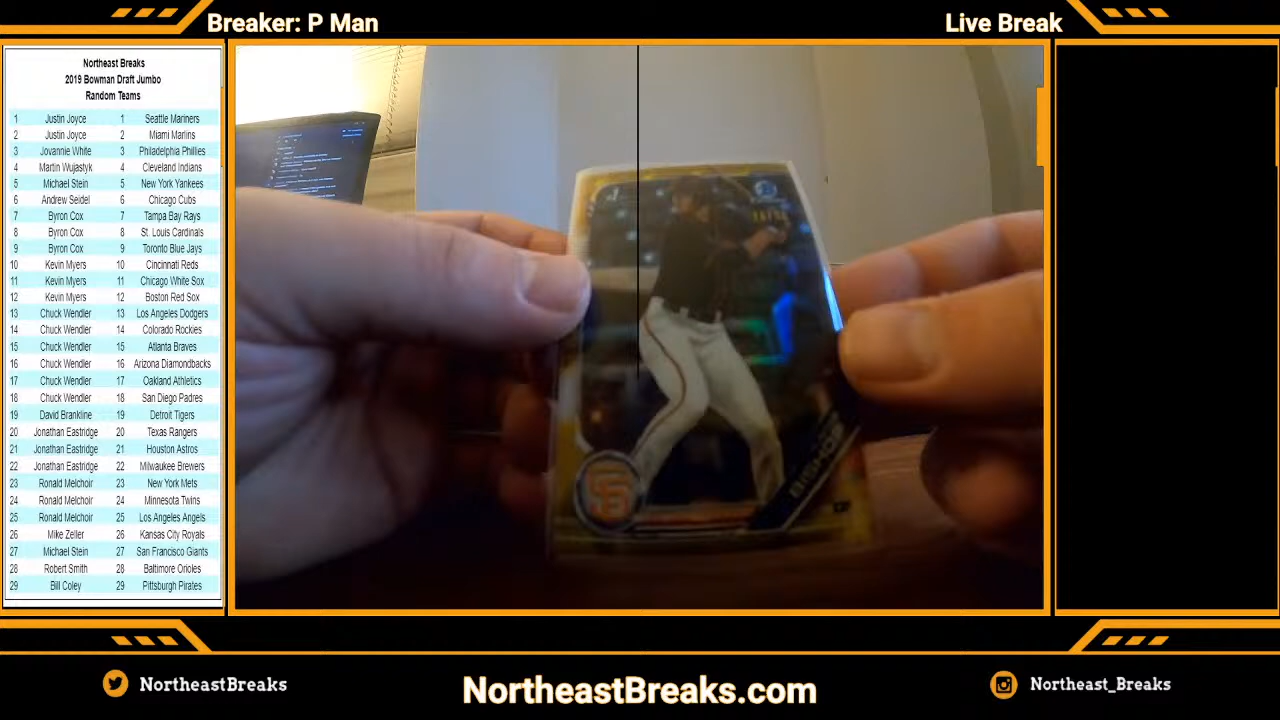 Breaker: P Man
Live Break
Northeast Breaks
2019 Bowman Draft Jumbo
Random Teams
1 Justin Joyce 1 Seattle Mariners
2 Justin Joyce 2 Miami Marlins
3 Jovannie White 3 Philadelphia Phillies
4 Martin Wujastyk 4 Cleveland Indians
5 Michael Stein 5 New York Yankees
6 Andrew Seidel 6 Chicago Cubs
7 Byron Cox 7 Tampa Bay Rays
8 Byron Cox 8 St. Louis Cardinals
9 Byron Cox 9 Toronto Blue Jays
10 Kevin Myers 10 Cincinnati Reds
11 Kevin Myers 11 Chicago White Sox
12 Kevin Myers 12 Boston Red Sox
13 Chuck Wendler 13 Los Angeles Dodgers
14 Chuck Wendler 14 Colorado Rockies
15 Chuck Wendler 15 Atlanta Braves
16 Chuck Wendler 16 Arizona Diamondbacks
17 Chuck Wendler 17 Oakland Athletics
18 Chuck Wendler 18 San Diego Padres
19 David Brankline 19 Detroit Tigers
20 Jonathan Eastridge 20 Texas Rangers
21 Jonathan Eastridge 21 Houston Astros
22 Jonathan Eastridge 22 Milwaukee Brewers
23 Ronald Melchoir 23 New York Mets
24 Ronald Melchoir 24 Minnesota Twins
25 Ronald Melchoir 25 Los Angeles Angels
26 Mike Zeller 26 Kansas City Royals
27 Michael Stein 27 San Francisco Giants
28 Robert Smith 28 Baltimore Orioles
29 Bill Coley 29 Pittsburgh Pirates
SF
NortheastBreaks
NortheastBreaks.com
Northeast_Breaks